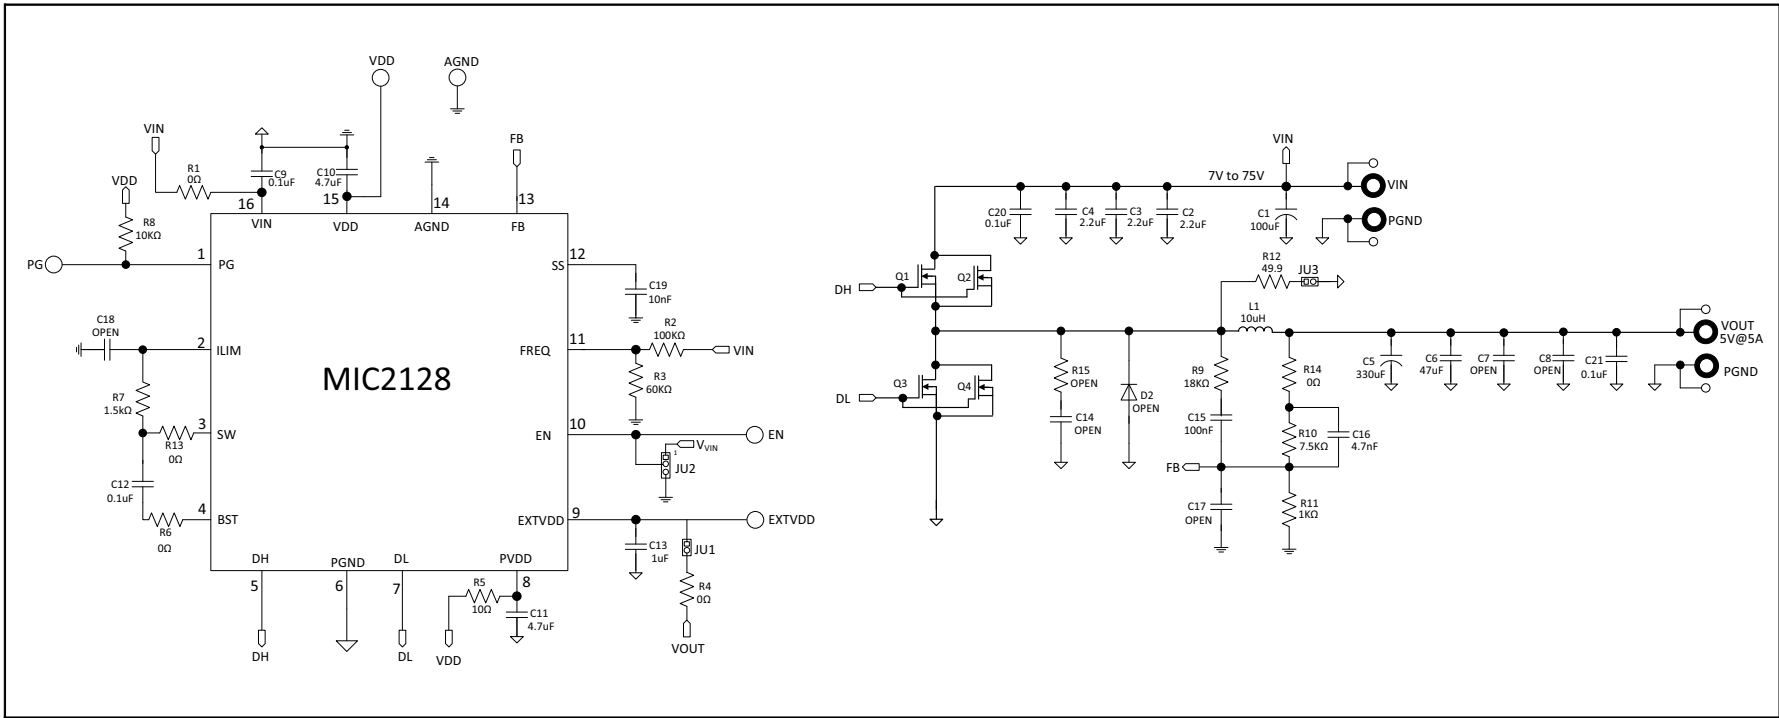 VDD
AGND
VIN
FB
R1
0Ω
C9
0.1uF
C10
4.7uF
VDD
R8
10KΩ
16
15
14
13
VIN
VDD
AGND
FB
PG
1
PG
12
SS
C19
10nF
C18
OPEN
2
ILIM
11
FREQ
R2
100KΩ
VIN
R3
60KΩ
MIC2128
R7
1.5kΩ
3
SW
R13
0Ω
10
EN
EN
VVIN
1
JU2
C12
0.1uF
4
BST
R6
0Ω
9
EXTVDD
EXTVDD
C13
1uF
JU1
R4
0Ω
VOUT
DH
PGND
DL
PVDD
5
6
7
8
R5
10Ω
C11
4.7uF
DH
DL
VDD
VIN
7V to 75V
VIN
PGND
C20
0.1uF
C4
2.2uF
C3
2.2uF
C2
2.2uF
C1
100uF
DH
Q1
Q2
R12
49.9
JU3
L1
10uH
VOUT
5V@5A
PGND
DL
Q3
Q4
R15
OPEN
C14
OPEN
D2
OPEN
R9
18KΩ
C15
100nF
R14
0Ω
R10
7.5KΩ
C16
4.7nF
FB
C17
OPEN
R11
1KΩ
C5
330uF
C6
47uF
C7
OPEN
C8
OPEN
C21
0.1uF